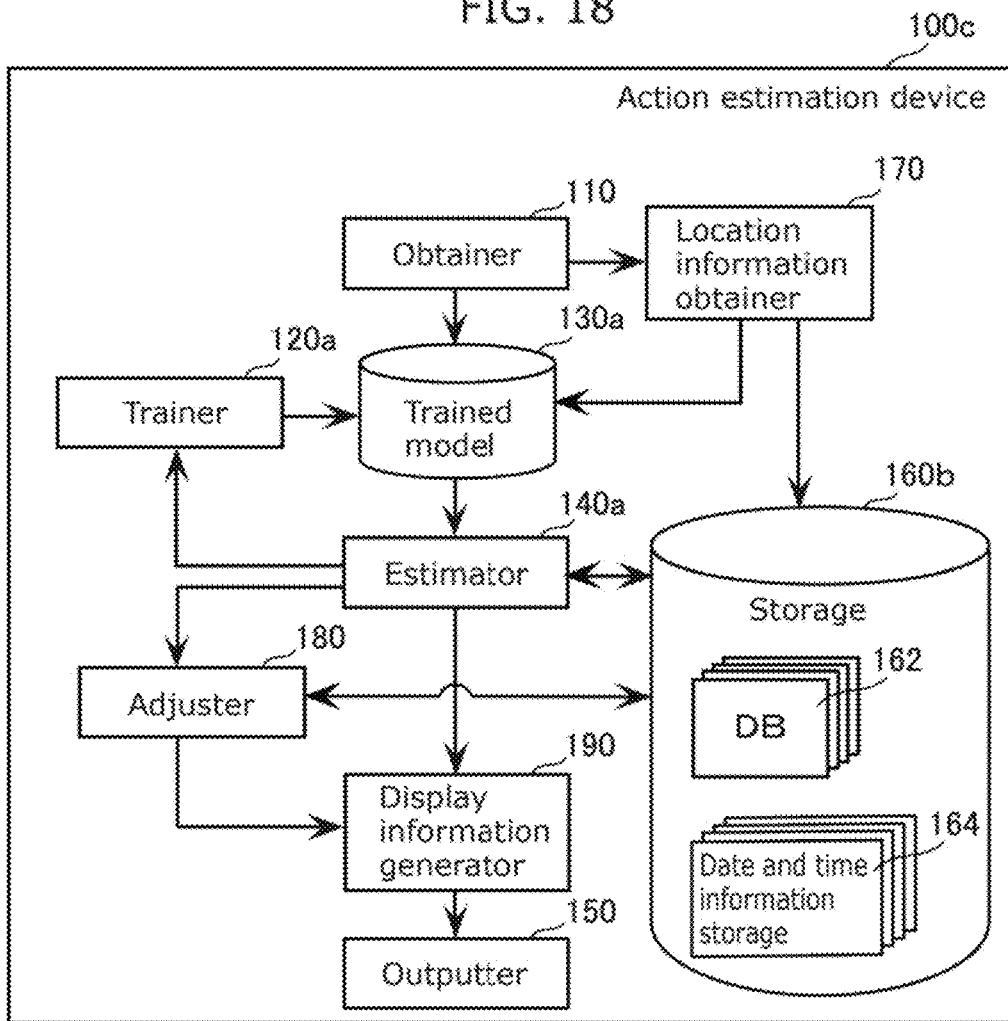 FIG. 18
100c
Action estimation device
110
Obtainer
170
Location
information
obtainer
120a
Trainer
130a
Trained
model
140a
Estimator
160b
Storage
180
Adjuster
162
DB
190
Display
information
generator
164
Date and time
information
storage
150
Outputter